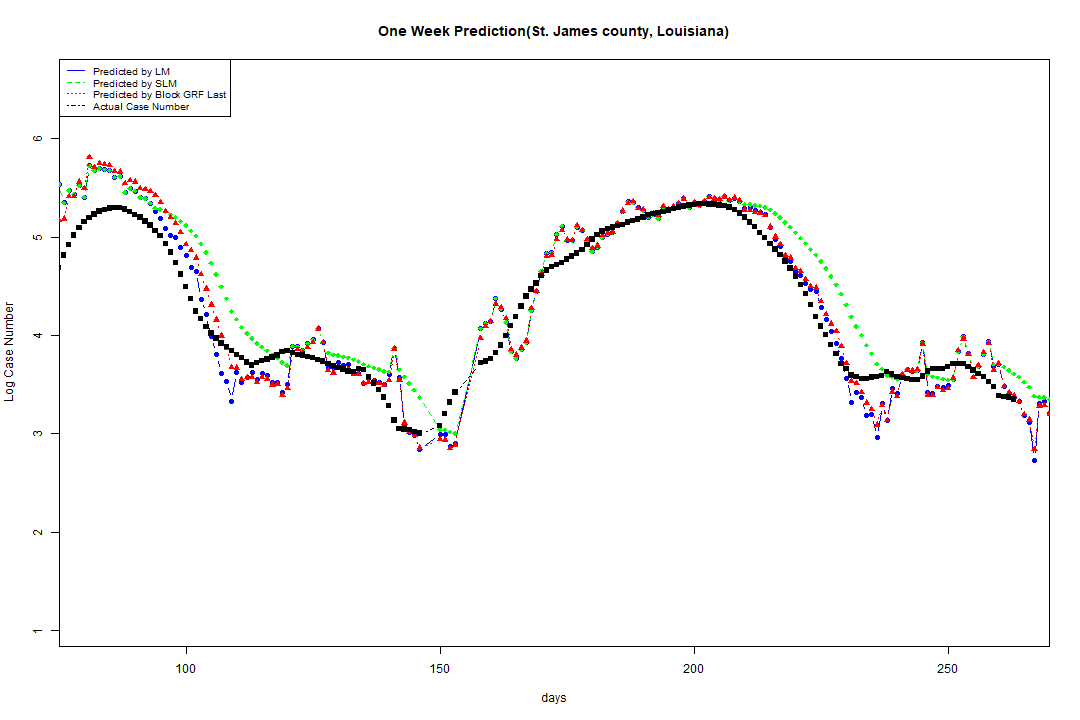 One Week Prediction(St. James county, Louisiana)
Predicted by LM
Predicted by SLM
Predicted by Block GRF Last
Actual Case Number
6
5
4
3
2
1
Log Case Number
100 150 200 250
days